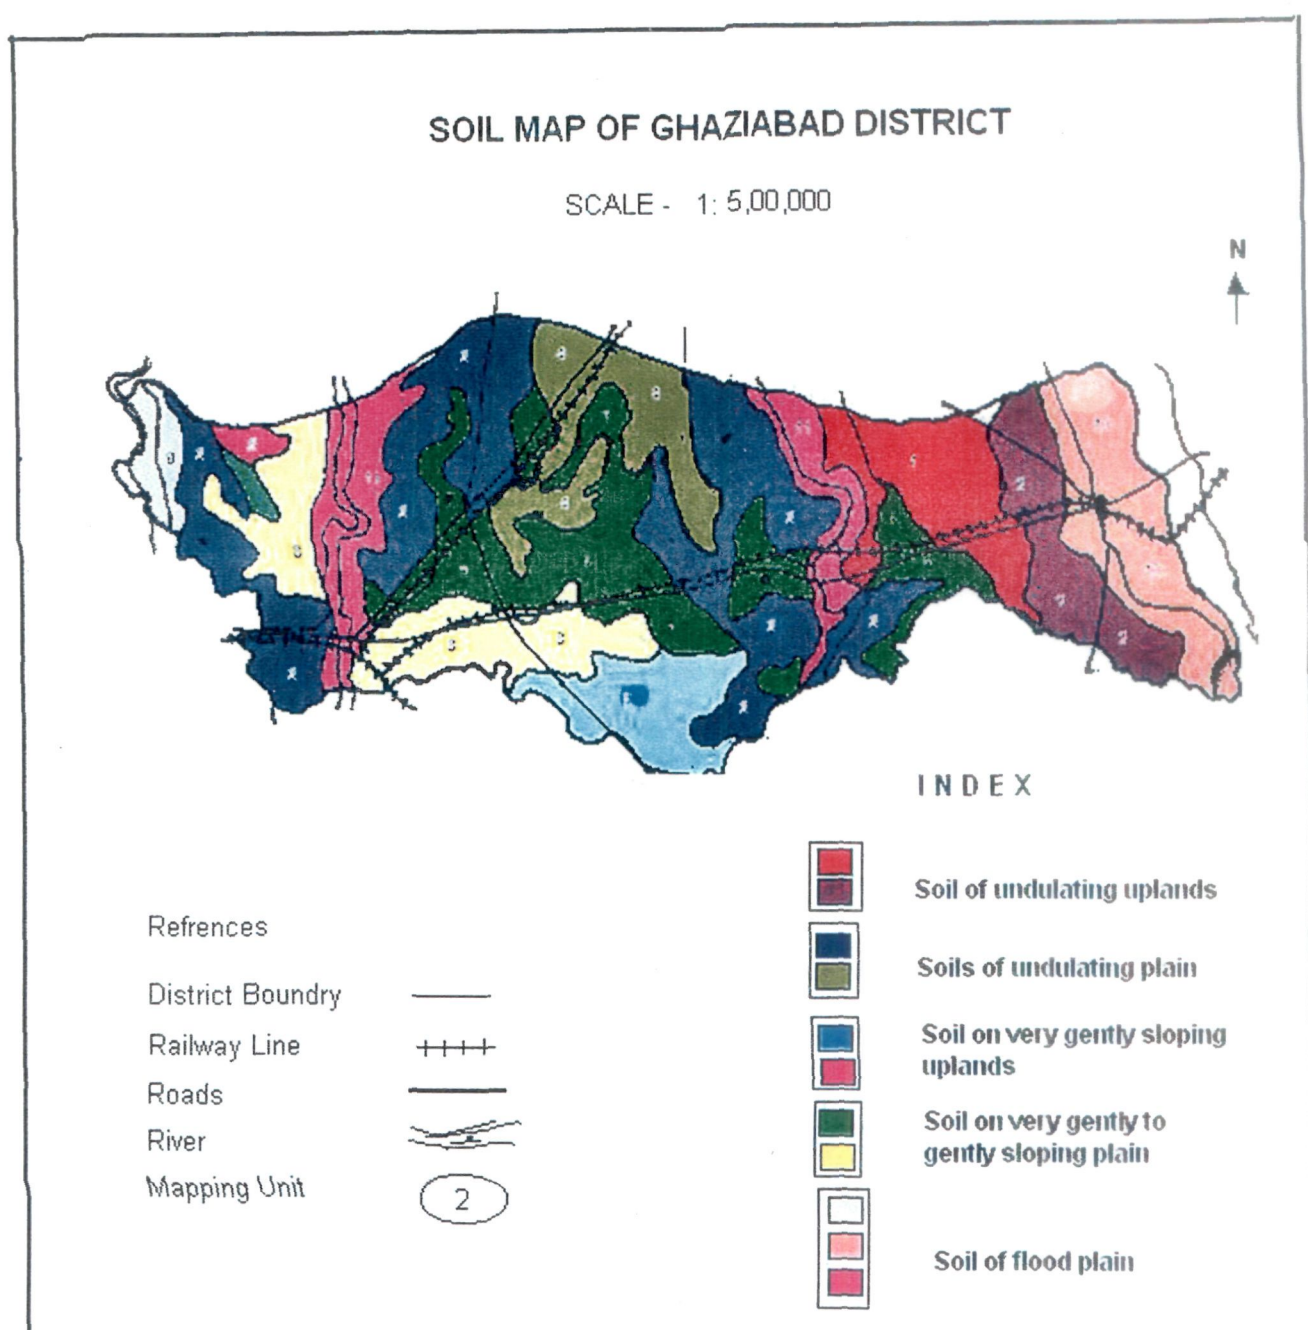 SOIL MAP OF GHAZIABAD DISTRICT
SCALE - 1: 5,00,000
N
INDEX
Soil of undulating uplands
Soils of undulating plain
Soil on very gently sloping
uplands
Soil on very gently to
gently sloping plain
Soil of flood plain
Refrences
District Boundry
Railway Line
Roads
River
Mapping Unit
2